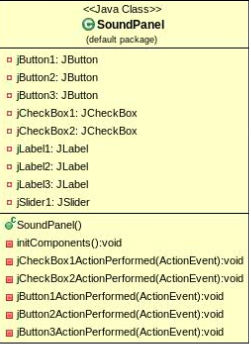 <<Java Class>>
SoundPanel
(default package)
jButton1: JButton
jButton2: JButton
jButton3: JButton
jCheckBox1: JCheckBox
jCheckBox2: JCheckBox
jLabel1: JLabel
jLabel2: JLabel
jLabel3: JLabel
jSlider1: JSlider
SoundPanel()
initComponents():void
jCheckBox1ActionPerformed(ActionEvent):void
jCheckBox2ActionPerformed(ActionEvent):void
jButton1ActionPerformed(ActionEvent):void
jButton2ActionPerformed(ActionEvent):void
jButton3ActionPerformed(ActionEvent):void